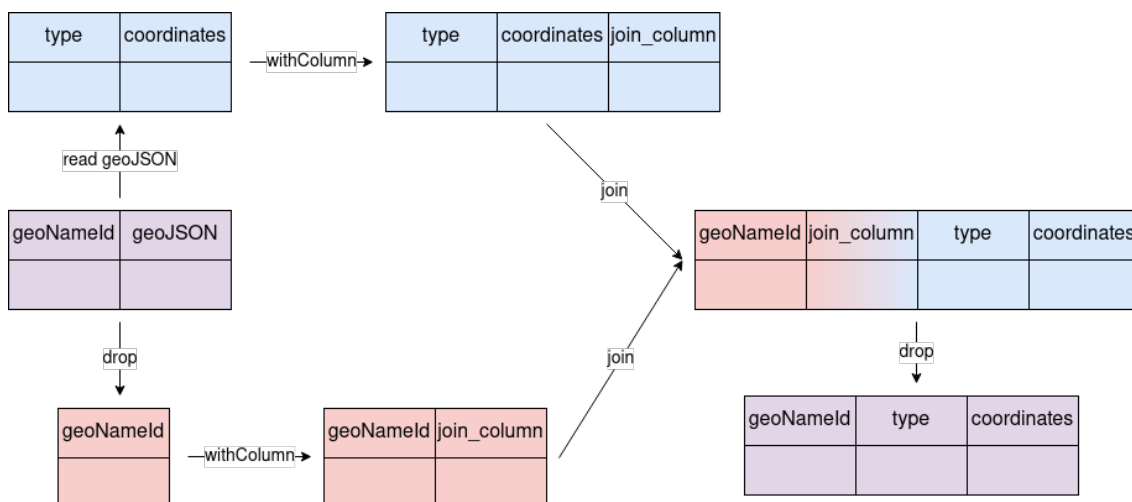 type coordinates
withColumn
type coordinates join_column
read geoJSON
join
geoNameId geoJSON
geoNameId join_column type coordinates
drop
join
drop
geoNameId type coordinates
geoNameId
withColumn
geoNameId join_column